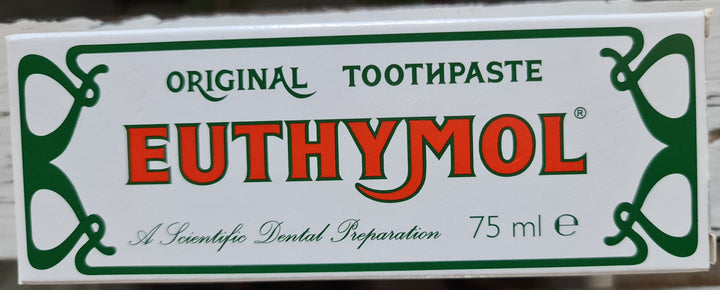 ORIGINAL TOOTHPASTE
EUTHYMOL®
A Scientific Dental Preparation 75 ml ℮